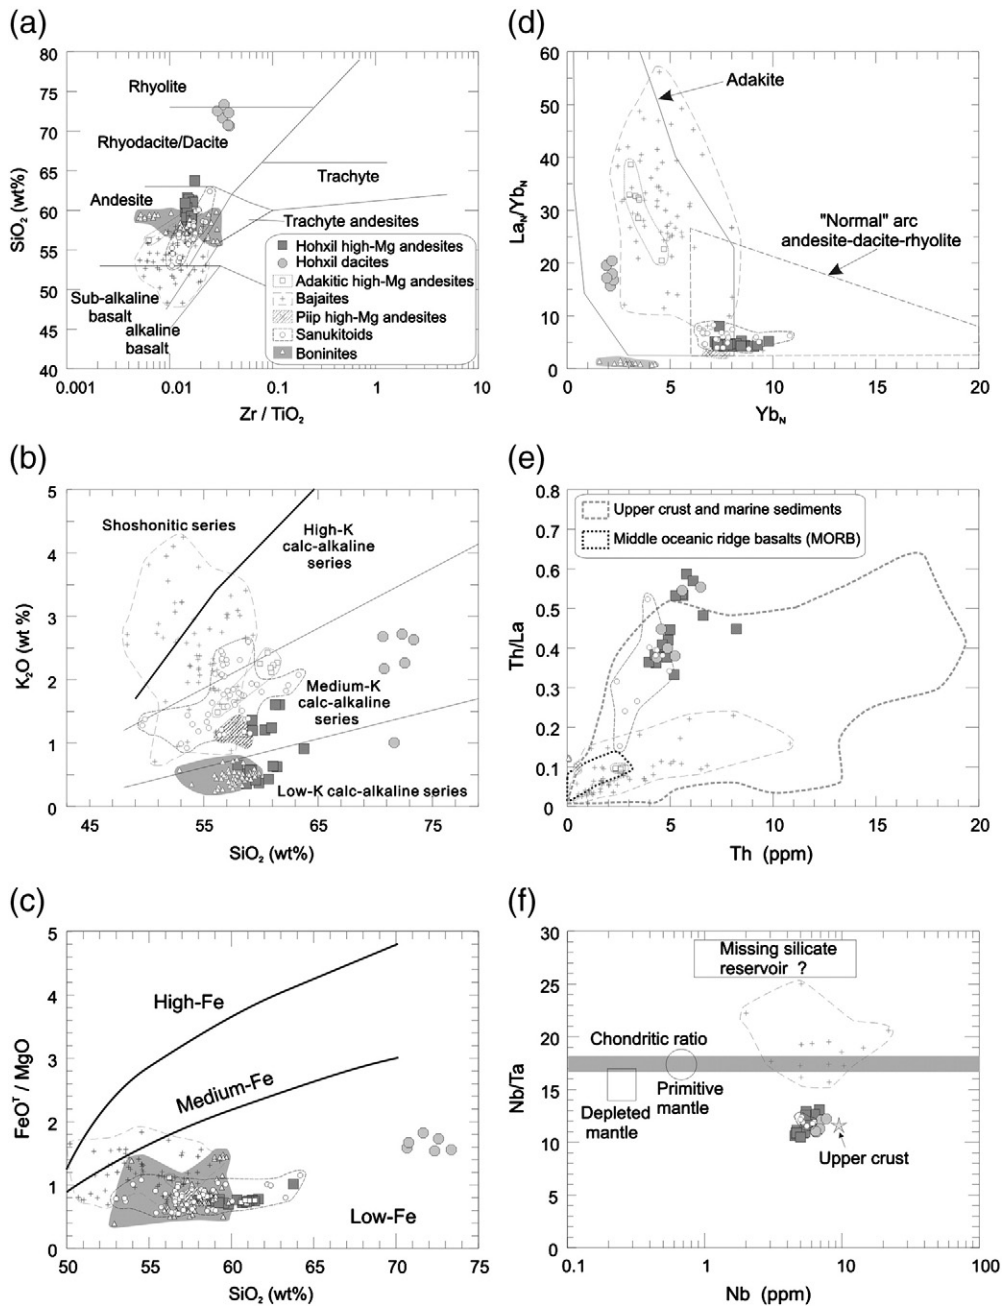 (a)
80
75
70
65
60
55
50
45
40
SiO₂ (wt%)
Rhyolite
Rhyodacite/Dacite
Trachyte
Andesite
Trachyte andesites
Sub-alkaline
basalt
alkaline
basalt
Hohxil high-Mg andesites
Hohxil dacites
Adakitic high-Mg andesites
Bajaites
Piip high-Mg andesites
Sanukitoids
Boninites
0.001
0.01
0.1
1
10
Zr / TiO₂
(d)
60
50
40
30
20
10
0
Laₙ/Ybₙ
Adakite
"Normal" arc
andesite-dacite-rhyolite
0
5
10
15
20
Ybₙ
(b)
5
4
3
2
1
0
K₂O (wt %)
Shoshonitic series
High-K
calc-alkaline
series
Medium-K
calc-alkaline
series
Low-K calc-alkaline series
45
55
65
75
SiO₂ (wt%)
(e)
0.8
0.7
0.6
0.5
0.4
0.3
0.2
0.1
0
Th/La
Upper crust and marine sediments
Middle oceanic ridge basalts (MORB)
0
5
10
15
20
Th (ppm)
(c)
5
4
3
2
1
0
FeOᵀ / MgO
High-Fe
Medium-Fe
Low-Fe
50
60
70
75
SiO₂ (wt%)
(f)
30
25
20
15
10
5
0
Nb/Ta
Missing silicate
reservoir ?
Chondritic ratio
Primitive
mantle
Depleted
mantle
Upper crust
0.1
1
10
100
Nb (ppm)